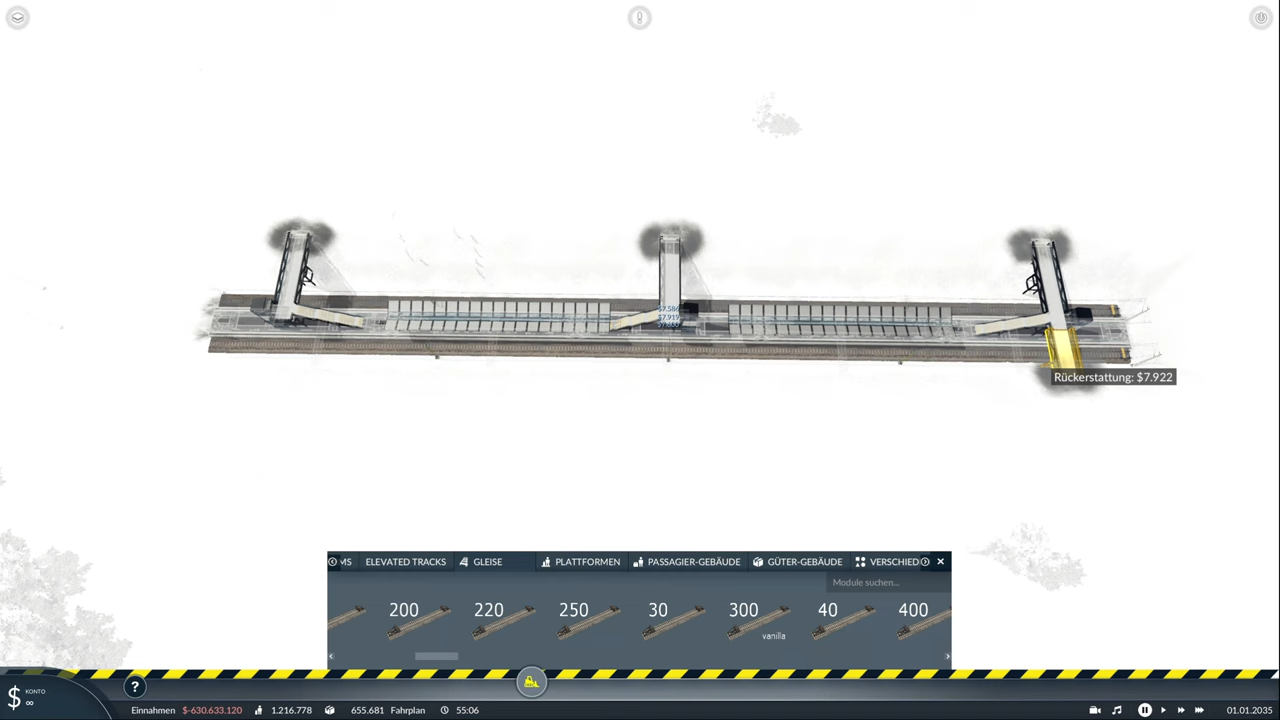 $7.919
Rückerstattung: $7.922
MS ELEVATED TRACKS GLEISE PLATTFORMEN PASSAGIER-GEBÄUDE GÜTER-GEBÄUDE VERSCHIED
Module suchen...
200 220 250 30 300 40 400
vanilla
?
$ KONTO
∞
Einnahmen $-630.633.120 1.216.778 655.681 Fahrplan 55:06 01.01.2035